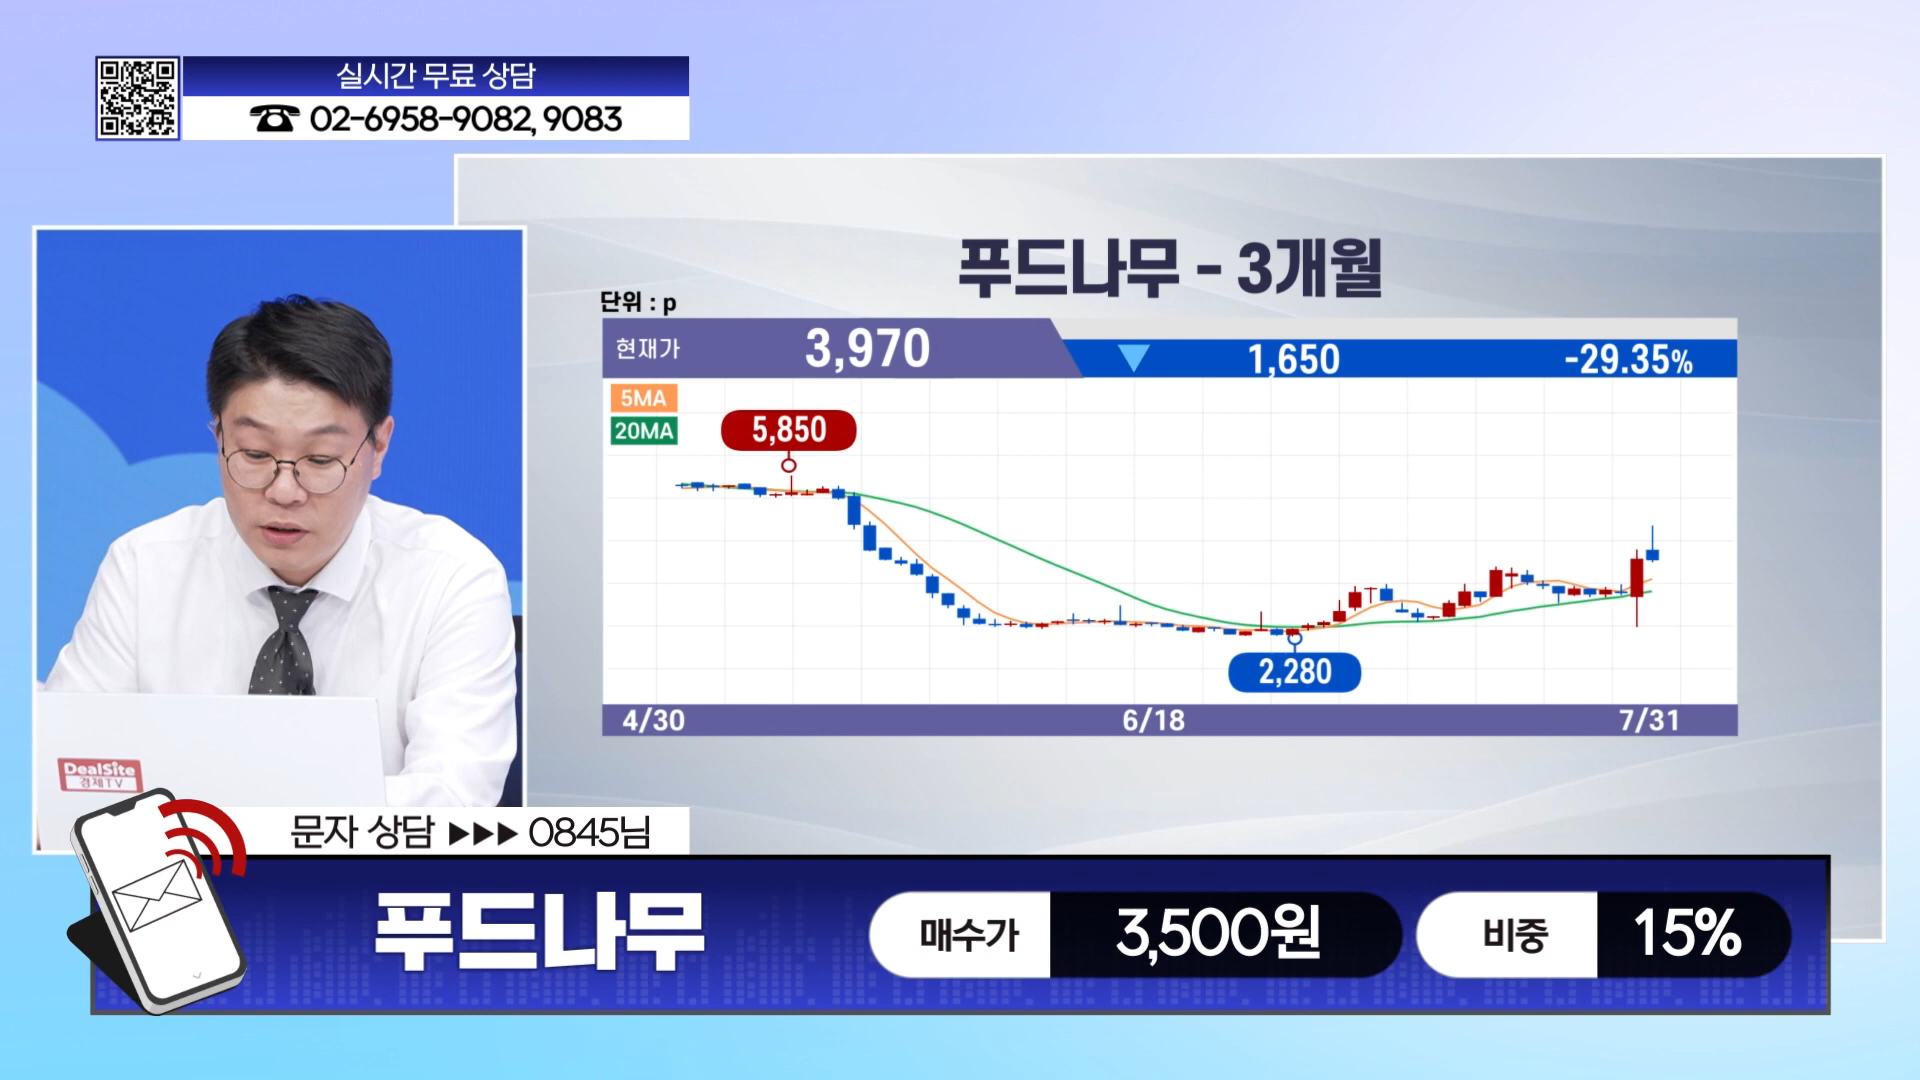 실시간 무료 상담
02-6958-9082, 9083
푸드나무 - 3개월
단위 : p
현재가 3,970 1,650 -29.35%
5MA
20MA
5,850
2,280
4/30 6/18 7/31
DealSite
경제TV
문자 상담 ▶▶▶ 0845님
푸드나무 매수가 3,500원 비중 15%